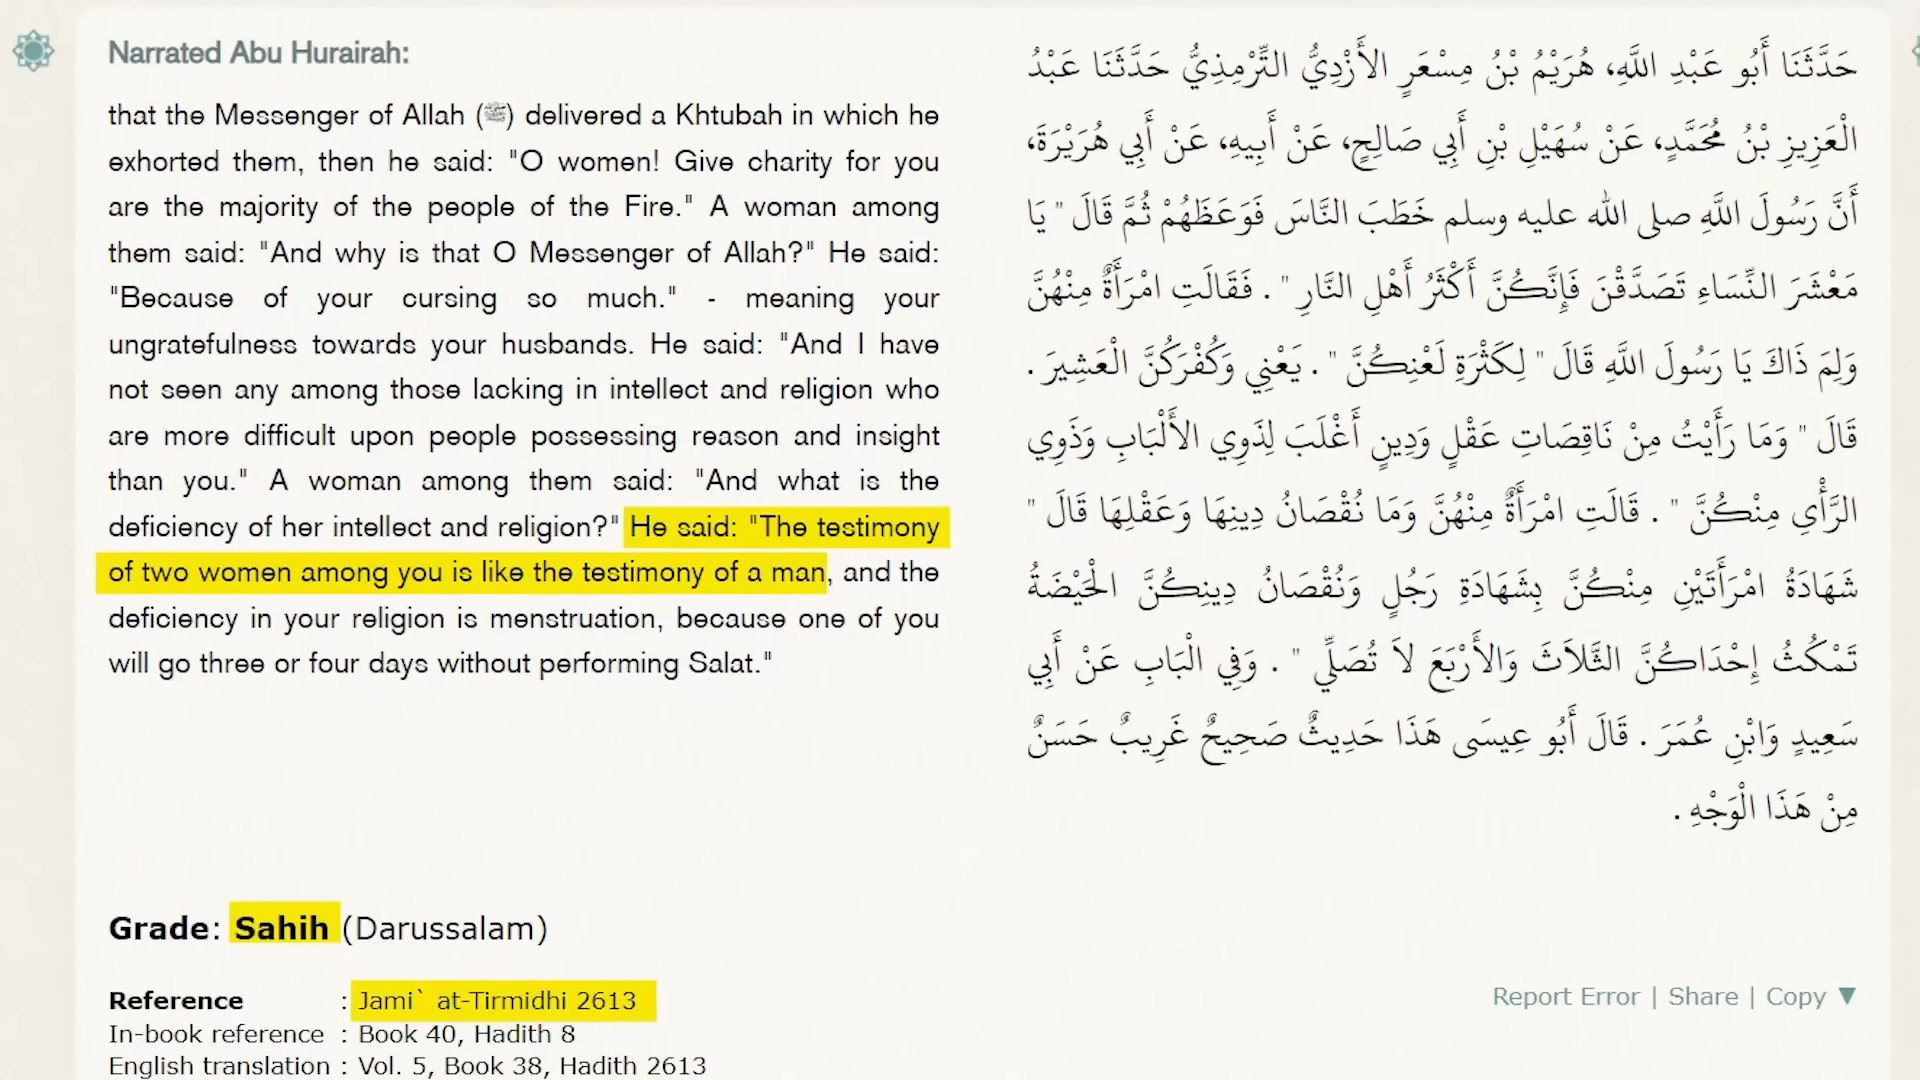 Narrated Abu Hurairah:
that the Messenger of Allah (ﷺ) delivered a Khtubah in which he
exhorted them, then he said: "O women! Give charity for you
are the majority of the people of the Fire." A woman among
them said: "And why is that O Messenger of Allah?" He said:
"Because of your cursing so much." - meaning your
ungratefulness towards your husbands. He said: "And I have
not seen any among those lacking in intellect and religion who
are more difficult upon people possessing reason and insight
than you." A woman among them said: "And what is the
deficiency of her intellect and religion?" He said: "The testimony
of two women among you is like the testimony of a man, and the
deficiency in your religion is menstruation, because one of you
will go three or four days without performing Salat."
حَدَّثَنَا أَبُو عَبْدِ اللَّهِ، هُرَيْمُ بْنُ مِسْعَرٍ الأَزْدِيُّ التِّرْمِذِيُّ حَدَّثَنَا عَبْدُ
الْعَزِيزِ بْنُ مُحَمَّدٍ، عَنْ سُهَيْلِ بْنِ أَبِي صَالِحٍ، عَنْ أَبِيهِ، عَنْ أَبِي هُرَيْرَةَ،
أَنَّ رَسُولَ اللَّهِ صلى الله عليه وسلم خَطَبَ النَّاسَ فَوَعَظَهُمْ ثُمَّ قَالَ " يَا
مَعْشَرَ النِّسَاءِ تَصَدَّقْنَ فَإِنَّكُنَّ أَكْثَرُ أَهْلِ النَّارِ " . فَقَالَتِ امْرَأَةٌ مِنْهُنَّ
وَلِمَ ذَاكَ يَا رَسُولَ اللَّهِ قَالَ " لِكَثْرَةِ لَعْنِكُنَّ " . يَعْنِي وَكُفْرَكُنَّ الْعَشِيرَ .
قَالَ " وَمَا رَأَيْتُ مِنْ نَاقِصَاتِ عَقْلٍ وَدِينٍ أَغْلَبَ لِذَوِي الأَلْبَابِ وَذَوِي
الرَّأْىِ مِنْكُنَّ " . قَالَتِ امْرَأَةٌ مِنْهُنَّ وَمَا نُقْصَانُ دِينِهَا وَعَقْلِهَا قَالَ "
شَهَادَةُ امْرَأَتَيْنِ مِنْكُنَّ بِشَهَادَةِ رَجُلٍ وَنُقْصَانُ دِينِكُنَّ الْحَيْضَةُ
تَمْكُثُ إِحْدَاكُنَّ الثَّلاَثَ وَالأَرْبَعَ لاَ تُصَلِّي " . وَفِي الْبَابِ عَنْ أَبِي
سَعِيدٍ وَابْنِ عُمَرَ . قَالَ أَبُو عِيسَى هَذَا حَدِيثٌ صَحِيحٌ غَرِيبٌ حَسَنٌ
مِنْ هَذَا الْوَجْهِ .
Grade: Sahih (Darussalam)
Reference : Jami` at-Tirmidhi 2613
In-book reference : Book 40, Hadith 8
English translation : Vol. 5, Book 38, Hadith 2613
Report Error | Share | Copy ▼